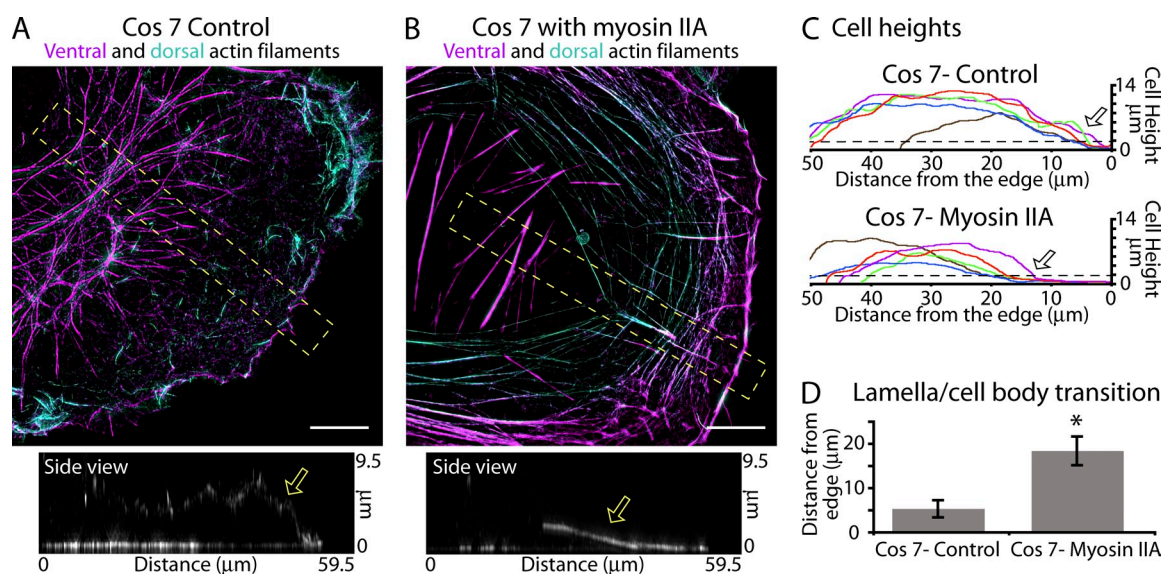 A Cos 7 Control
Ventral and dorsal actin filaments
Side view
9.5
μm
0
0 Distance (μm) 59.5
B Cos 7 with myosin IIA
Ventral and dorsal actin filaments
Side view
9.5
μm
0
0 Distance (μm) 59.5
C Cell heights
Cos 7- Control
14
0
Cell Height
μm
50 40 30 20 10 0
Distance from the edge (μm)
Cos 7- Myosin IIA
14
0
Cell Height
μm
50 40 30 20 10 0
Distance from the edge (μm)
D Lamella/cell body transition
Distance from
edge (μm)
20
10
0
*
Cos 7- Control Cos 7- Myosin IIA